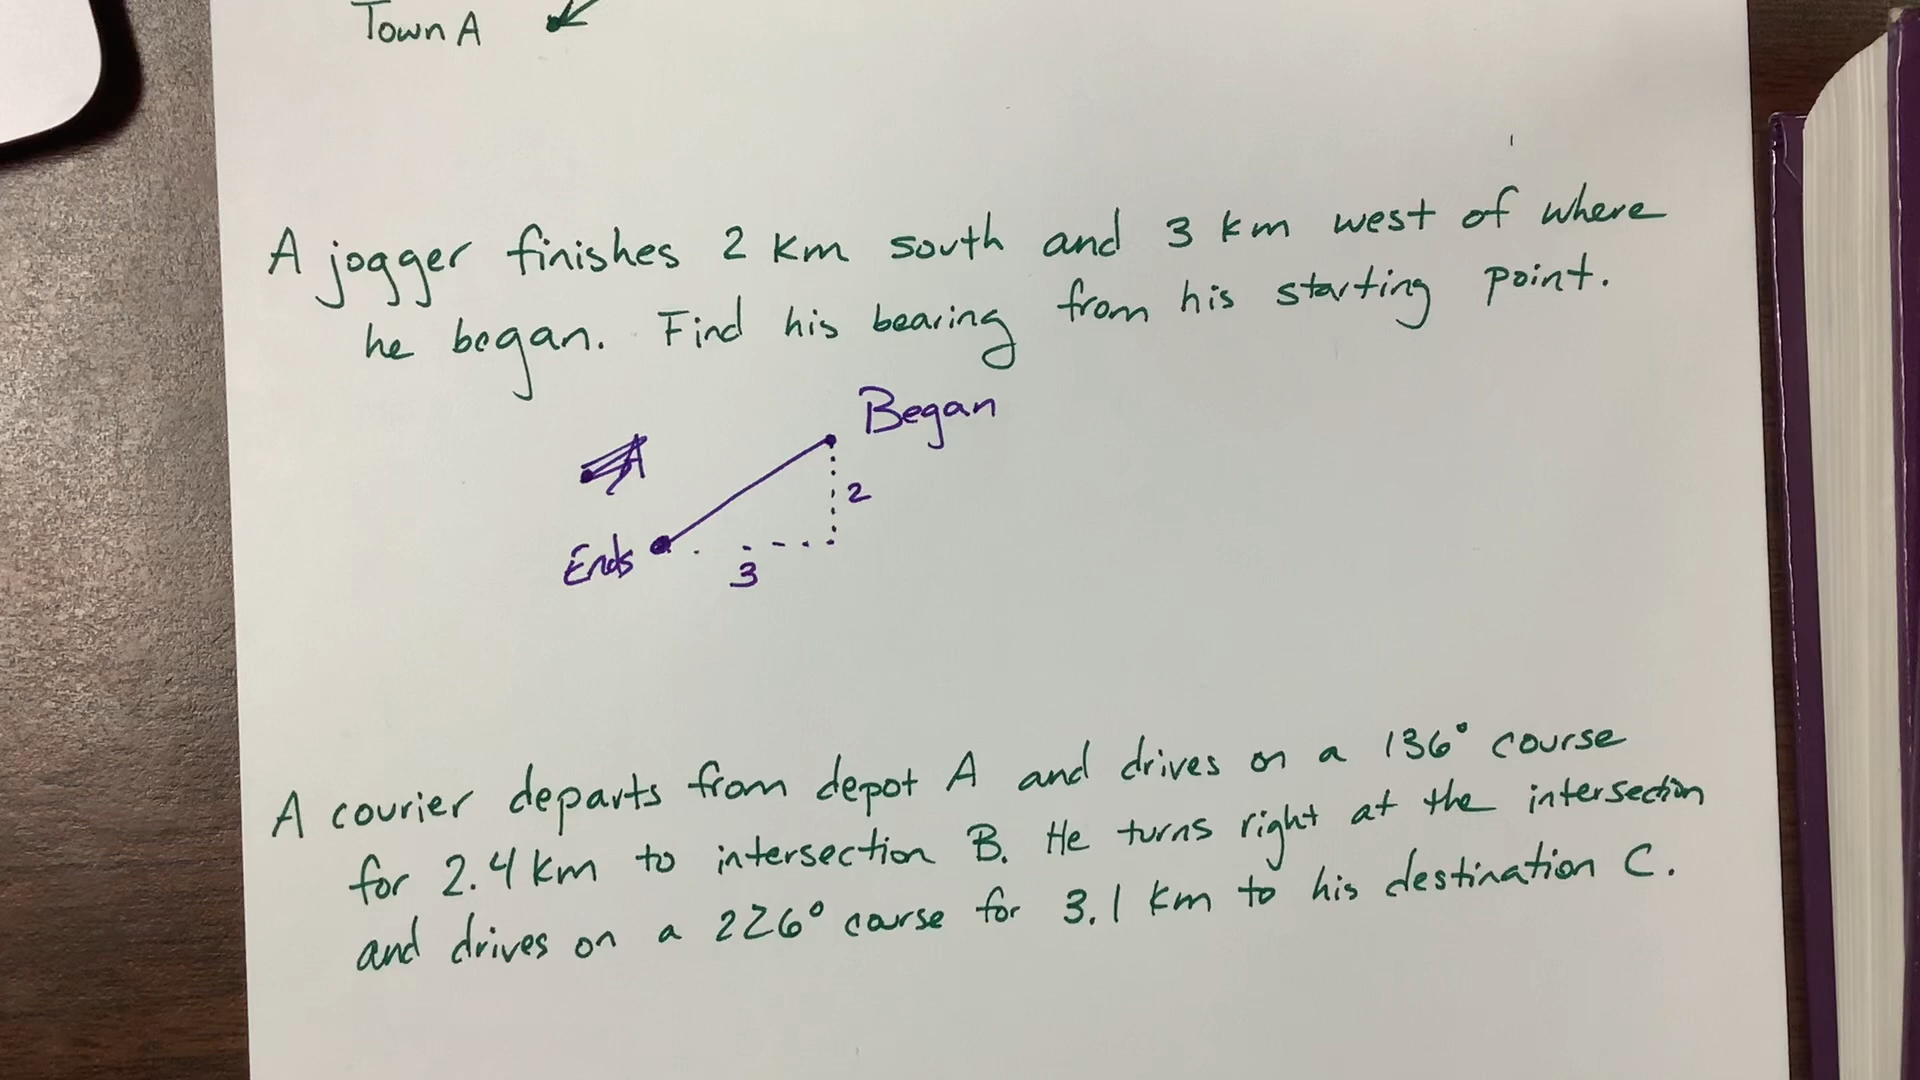 Town A
A jogger finishes 2 km south and 3 km west of where
he began. Find his bearing from his starting point.
Began
2
Ends
3
A courier departs from depot A and drives on a 136° course
for 2.4 km to intersection B. He turns right at the intersection
and drives on a 226° course for 3.1 km to his destination C.